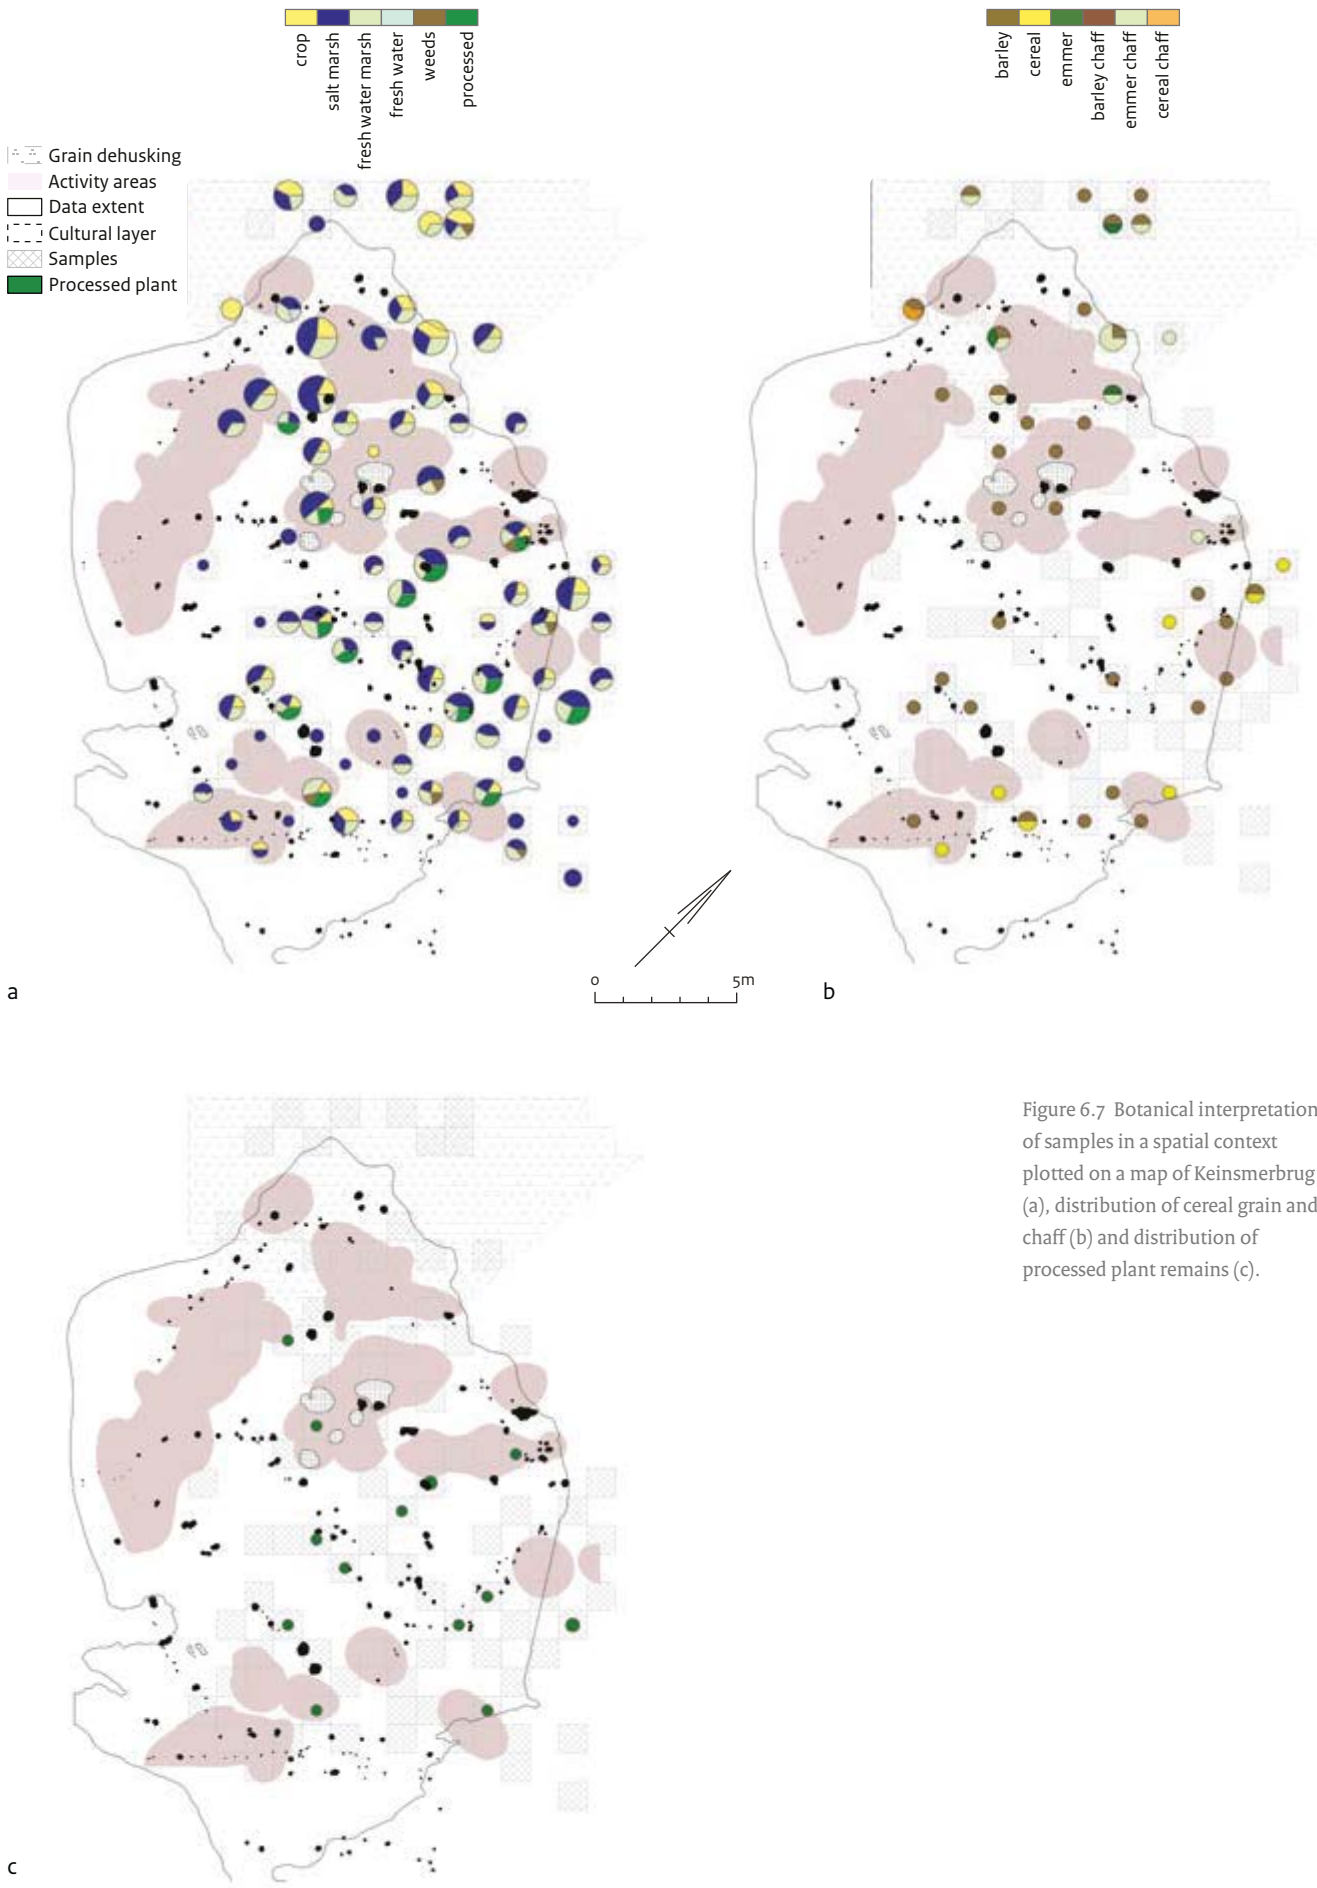 crop
salt marsh
fresh water marsh
fresh water
weeds
processed
barley
cereal
emmer
barley chaff
emmer chaff
cereal chaff
Grain dehusking
Activity areas
Data extent
Cultural layer
Samples
Processed plant
a
0 5m
b
Figure 6.7 Botanical interpretation
of samples in a spatial context
plotted on a map of Keinsmerbrug
(a), distribution of cereal grain and
chaff (b) and distribution of
processed plant remains (c).
c